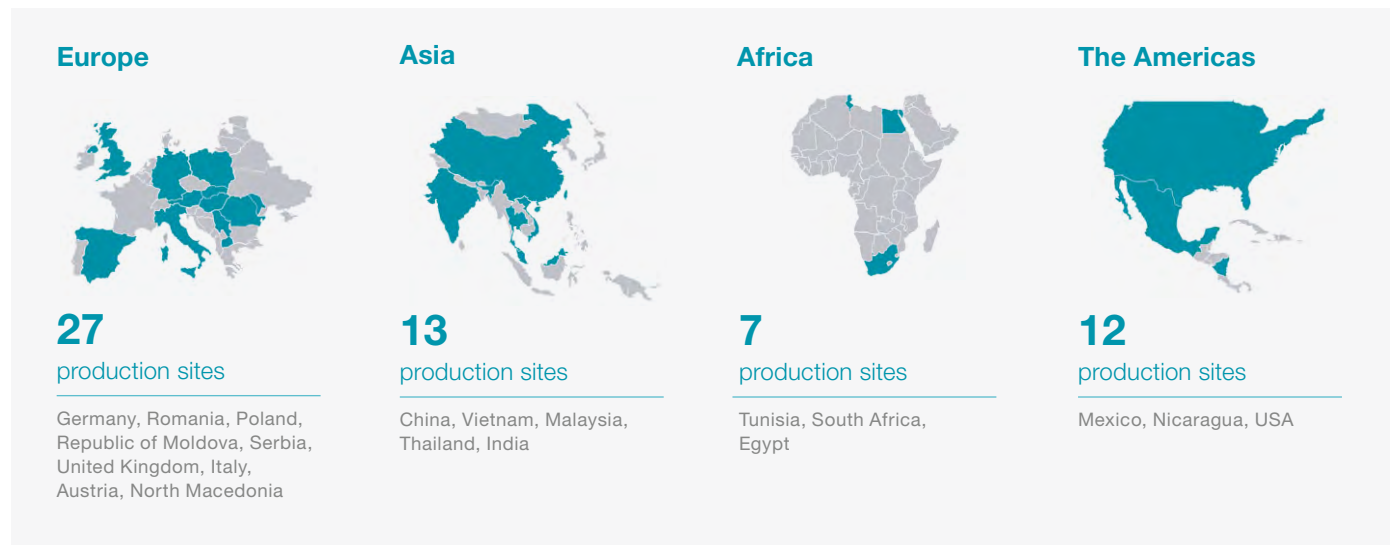 Europe
27
production sites
Germany, Romania, Poland,
Republic of Moldova, Serbia,
United Kingdom, Italy,
Austria, North Macedonia
Asia
13
production sites
China, Vietnam, Malaysia,
Thailand, India
Africa
7
production sites
Tunisia, South Africa,
Egypt
The Americas
12
production sites
Mexico, Nicaragua, USA